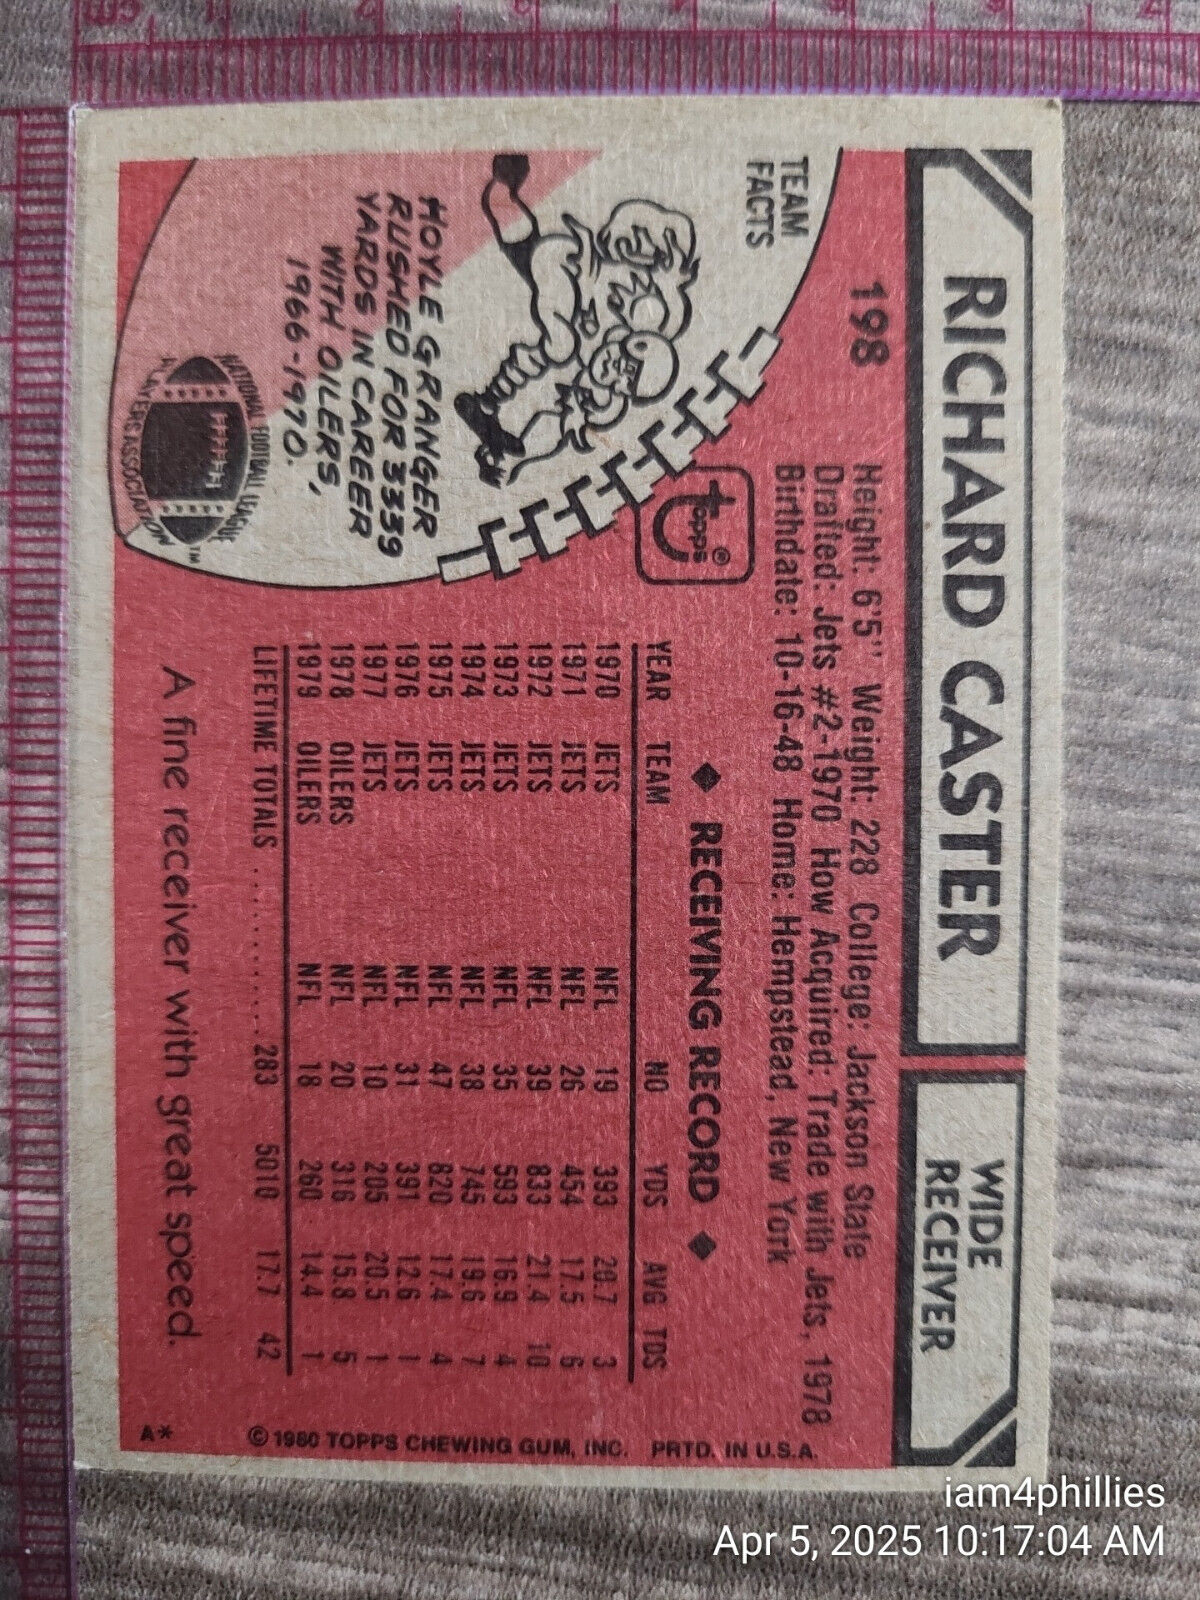 RICHARD CASTER
WIDE
RECEIVER
198
Height: 6'5" Weight: 228 College: Jackson State
Drafted: Jets #2-1970 How Acquired: Trade with Jets, 1978
Birthdate: 10-16-48 Home: Hempstead, New York
TEAM
FACTS
topps®
HOYLE GRANGER
RUSHED FOR 3339
YARDS IN CAREER
WITH OILERS,
1966-1970.
NATIONAL FOOTBALL LEAGUE
PLAYERS ASSOCIATION
™
◆ RECEIVING RECORD ◆
YEAR TEAM NO YDS AVG TDS
1970 JETS NFL 19 393 20.7 3
1971 JETS NFL 26 454 17.5 6
1972 JETS NFL 39 833 21.4 10
1973 JETS NFL 35 593 16.9 4
1974 JETS NFL 38 745 19.6 7
1975 JETS NFL 47 820 17.4 4
1976 JETS NFL 31 391 12.6 1
1977 JETS NFL 10 205 20.5 1
1978 OILERS NFL 20 316 15.8 5
1979 OILERS NFL 18 260 14.4 1
LIFETIME TOTALS .......... 283 5010 17.7 42
A fine receiver with great speed.
© 1980 TOPPS CHEWING GUM, INC. PRTD. IN U.S.A.
A*
iam4phillies
Apr 5, 2025 10:17:04 AM